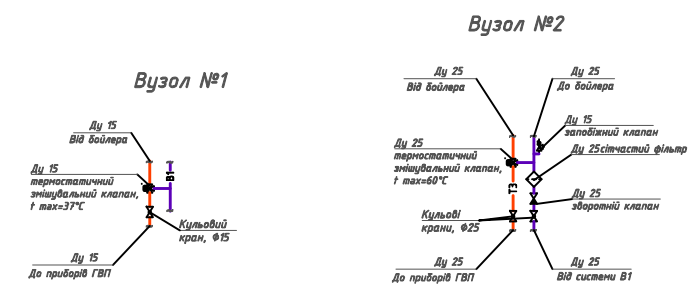 Вузол №1
Ду 15
Від бойлера
Ду 15
термостатичний
змішувальний клапан,
t max=37°C
В1
Кульовий
кран, Ф15
Ду 15
До приборів ГВП
Вузол №2
Ду 25
Від бойлера
Ду 25
До бойлера
Ду 15
запобіжний клапан
Ду 25сітчастий фільтр
Ду 25
термостатичний
змішувальний клапан,
t max=60°C
Т3
Ду 25
зворотній клапан
Кульові
крани, Ф25
Ду 25
До приборів ГВП
Ду 25
Від системи В1